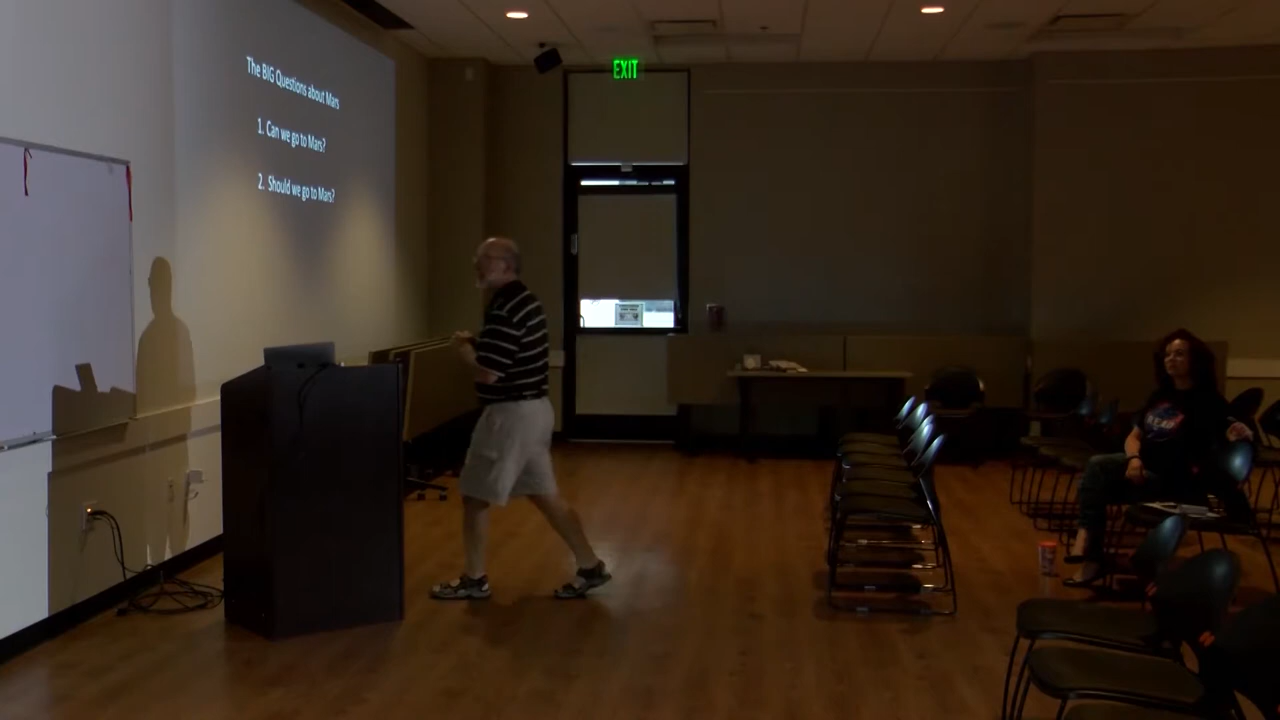 The BIG Questions about Mars
1. Can we go to Mars?
2. Should we go to Mars?
EXIT